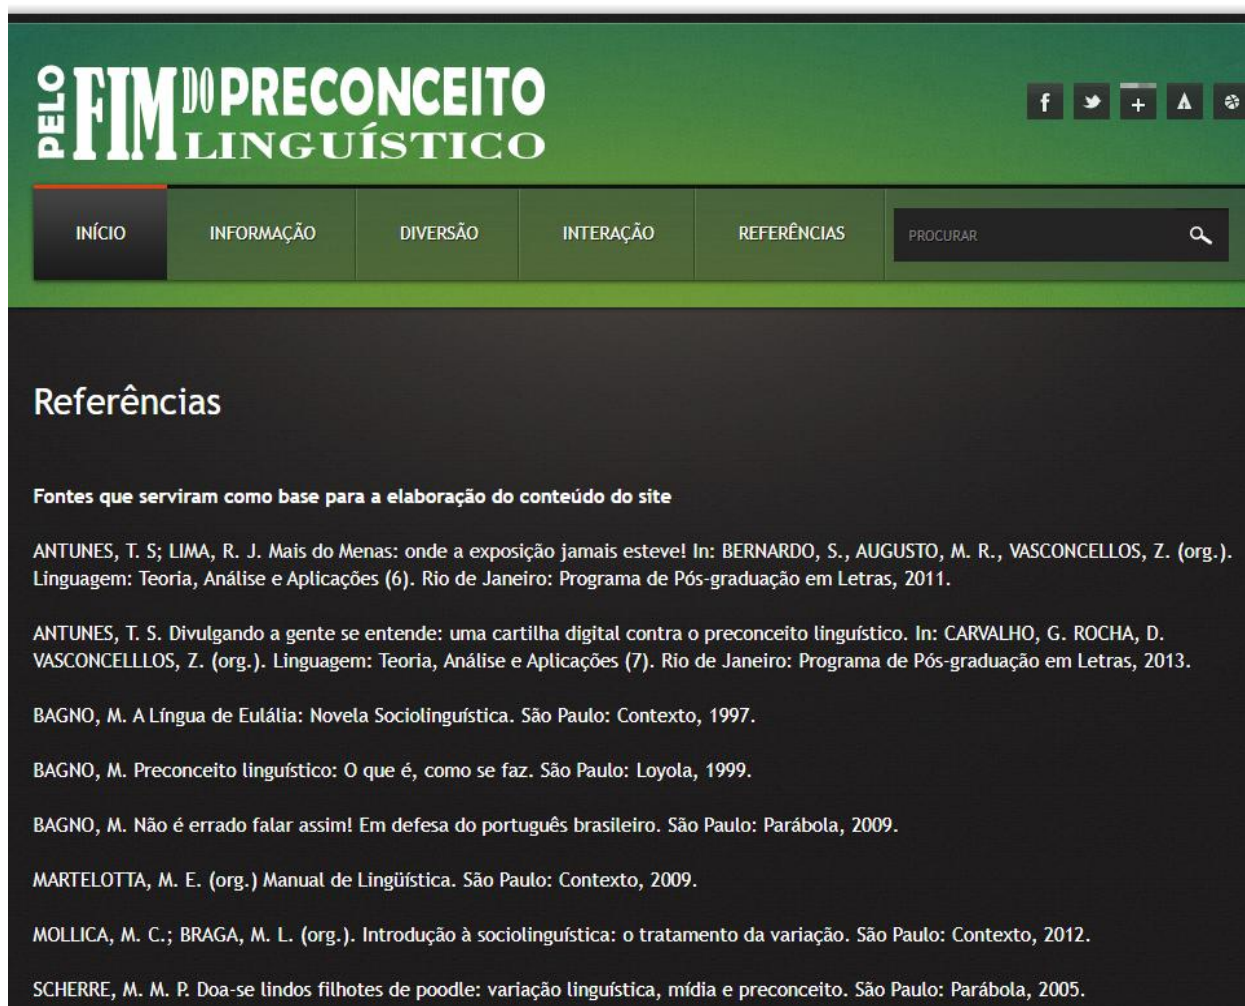 PELO FIM DO PRECONCEITO
LINGUÍSTICO
f
INÍCIO INFORMAÇÃO DIVERSÃO INTERAÇÃO REFERÊNCIAS PROCURAR
Referências
Fontes que serviram como base para a elaboração do conteúdo do site
ANTUNES, T. S; LIMA, R. J. Mais do Menas: onde a exposição jamais esteve! In: BERNARDO, S., AUGUSTO, M. R., VASCONCELLOS, Z. (org.).
Linguagem: Teoria, Análise e Aplicações (6). Rio de Janeiro: Programa de Pós-graduação em Letras, 2011.
ANTUNES, T. S. Divulgando a gente se entende: uma cartilha digital contra o preconceito linguístico. In: CARVALHO, G. ROCHA, D.
VASCONCELLLOS, Z. (org.). Linguagem: Teoria, Análise e Aplicações (7). Rio de Janeiro: Programa de Pós-graduação em Letras, 2013.
BAGNO, M. A Língua de Eulália: Novela Sociolinguística. São Paulo: Contexto, 1997.
BAGNO, M. Preconceito linguístico: O que é, como se faz. São Paulo: Loyola, 1999.
BAGNO, M. Não é errado falar assim! Em defesa do português brasileiro. São Paulo: Parábola, 2009.
MARTELOTTA, M. E. (org.) Manual de Lingüística. São Paulo: Contexto, 2009.
MOLLICA, M. C.; BRAGA, M. L. (org.). Introdução à sociolinguística: o tratamento da variação. São Paulo: Contexto, 2012.
SCHERRE, M. M. P. Doa-se lindos filhotes de poodle: variação linguística, mídia e preconceito. São Paulo: Parábola, 2005.